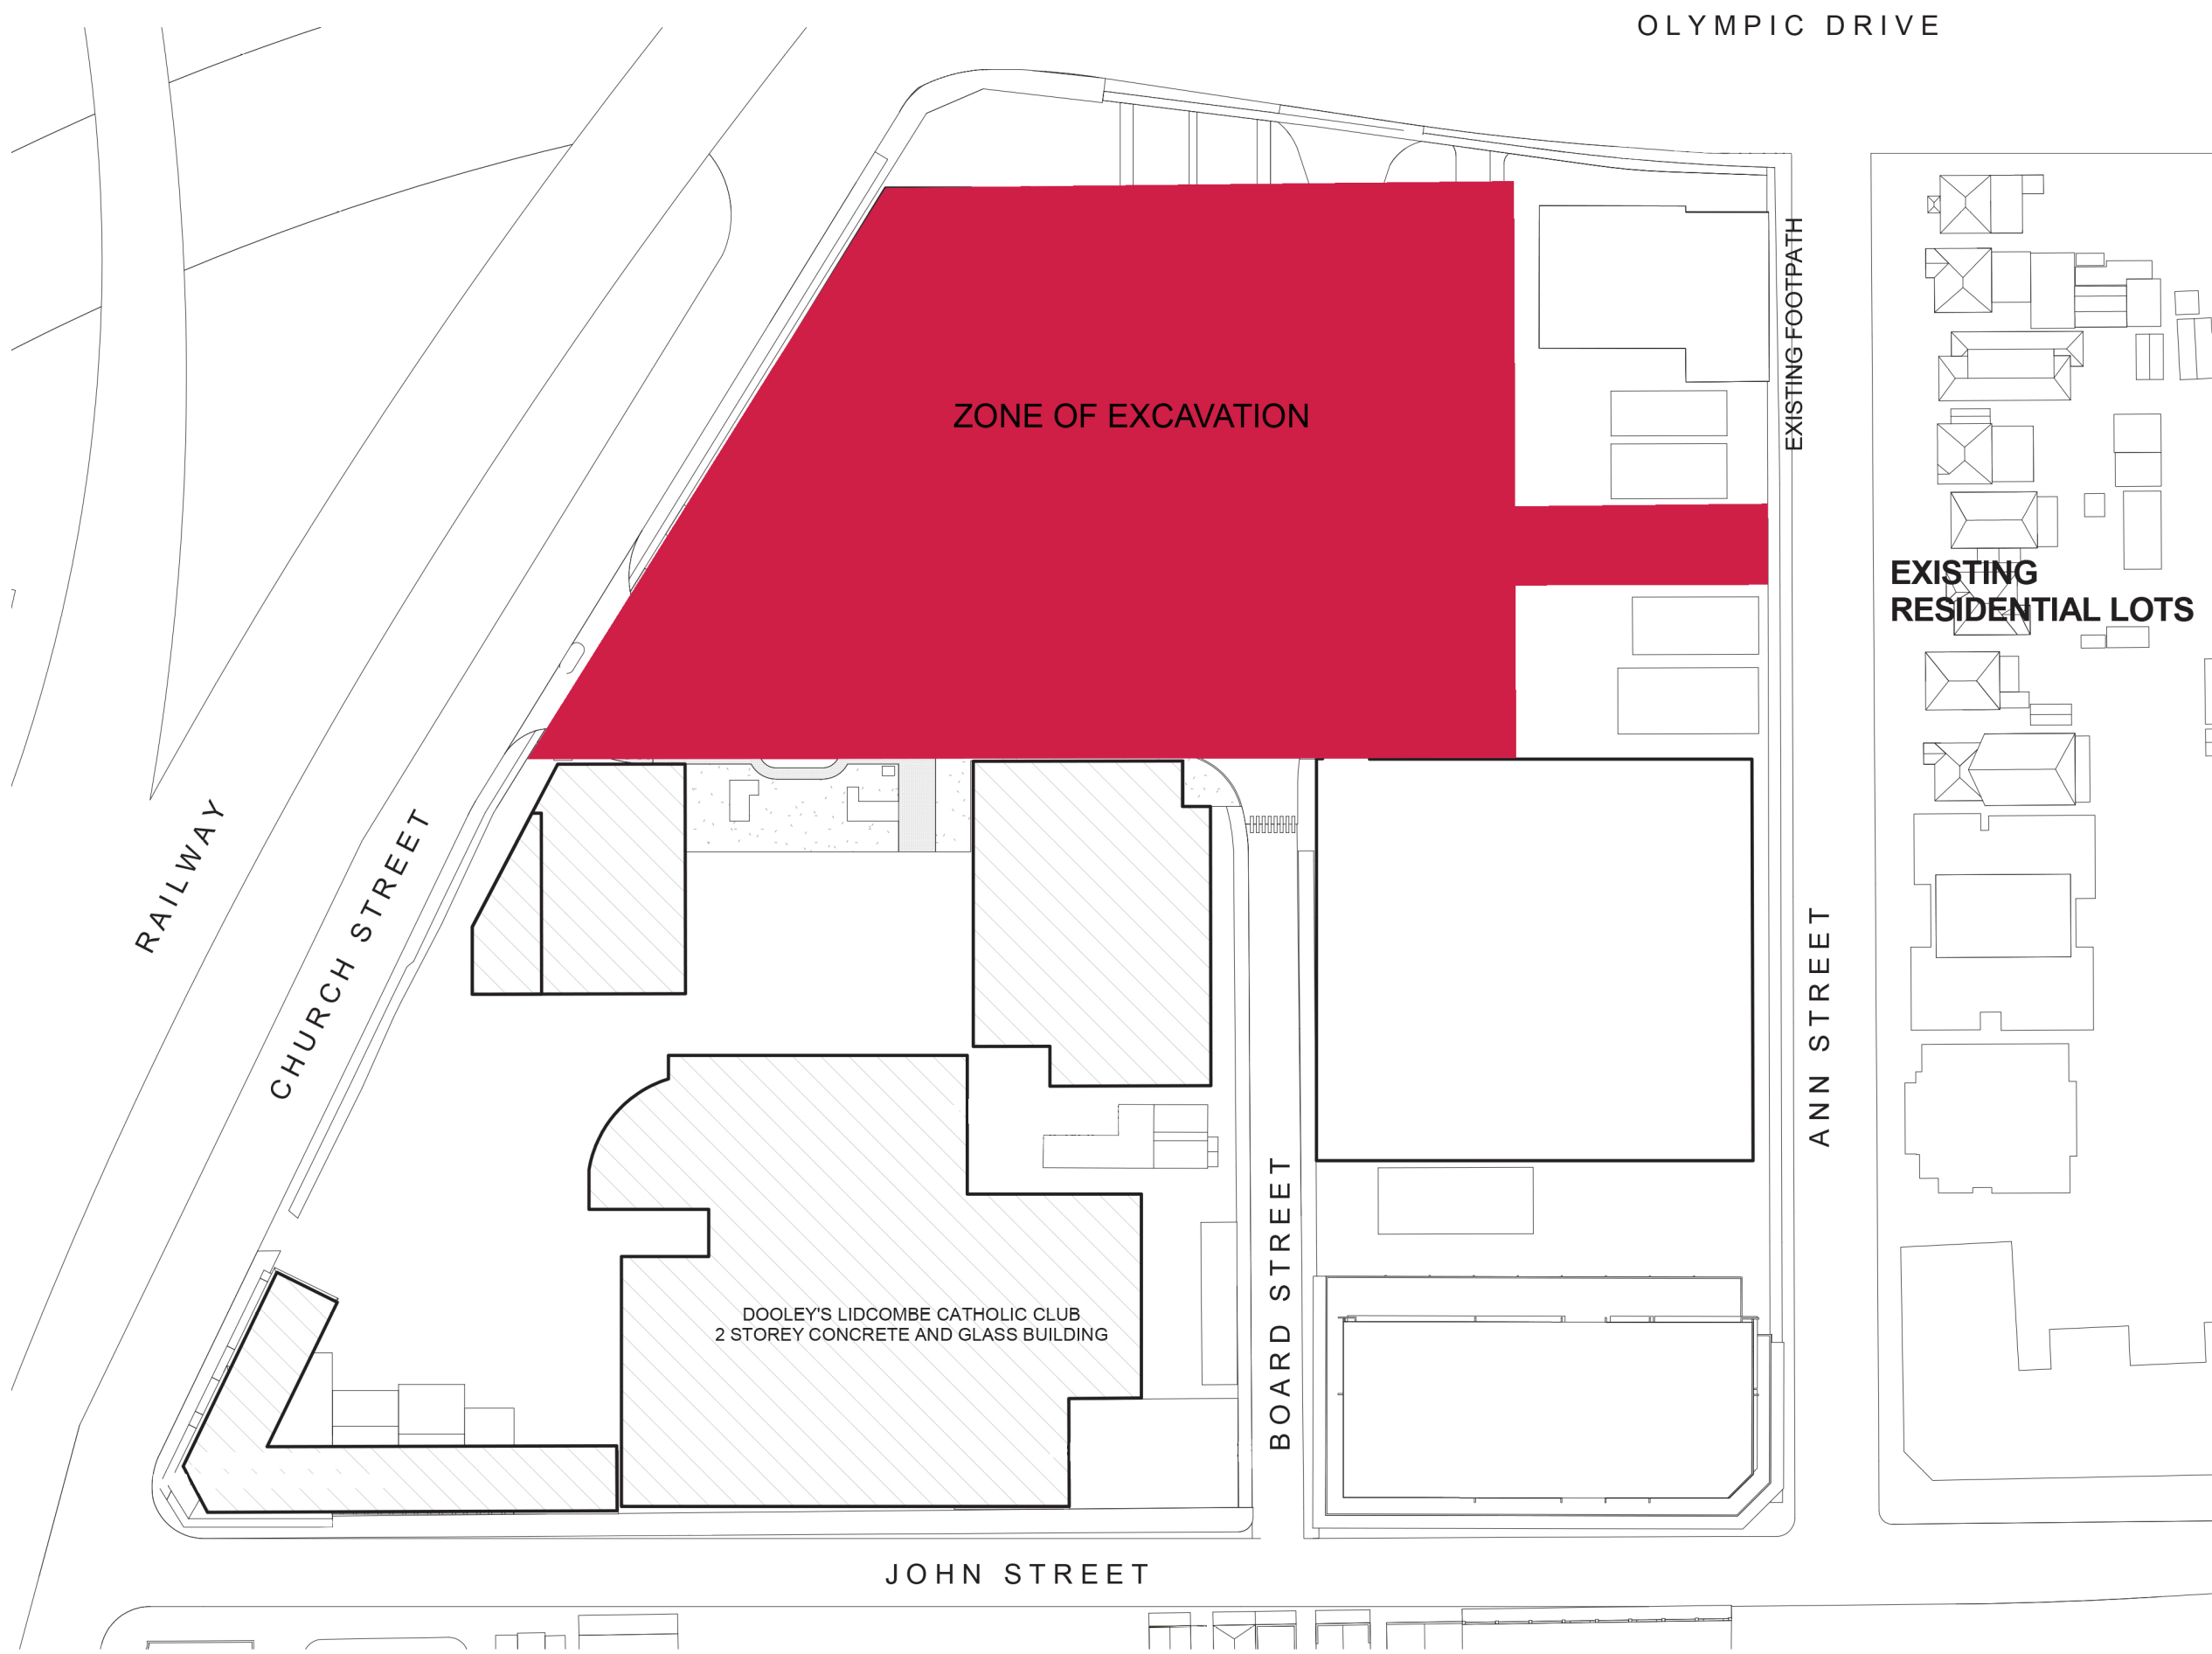 OLYMPIC DRIVE
EXISTING FOOTPATH
ZONE OF EXCAVATION
EXISTING
RESIDENTIAL LOTS
RAILWAY
CHURCH STREET
ANN STREET
BOARD STREET
DOOLEY'S LIDCOMBE CATHOLIC CLUB
2 STOREY CONCRETE AND GLASS BUILDING
JOHN STREET